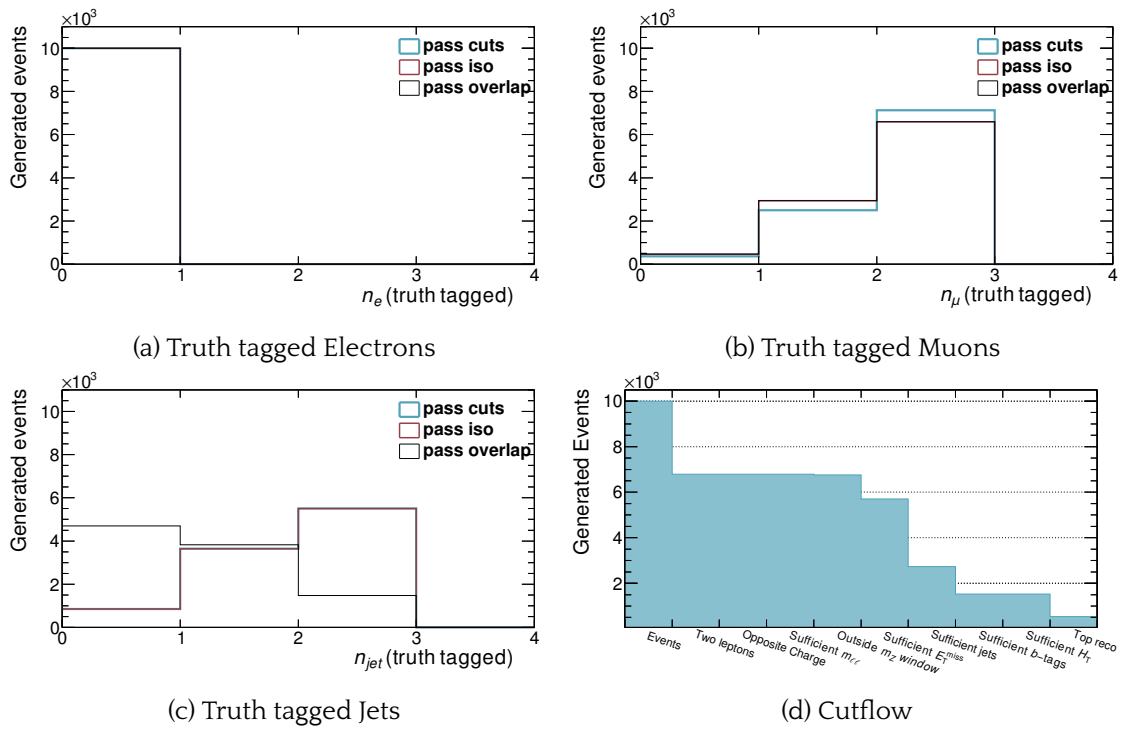 ×10³
Generated events
10
8
6
4
2
0
pass cuts
pass iso
pass overlap
0 1 2 3 4
nₑ (truth tagged)
(a) Truth tagged Electrons
×10³
Generated events
10
8
6
4
2
0
pass cuts
pass iso
pass overlap
0 1 2 3 4
n_μ (truth tagged)
(b) Truth tagged Muons
×10³
Generated events
10
8
6
4
2
0
pass cuts
pass iso
pass overlap
0 1 2 3 4
n_jet (truth tagged)
(c) Truth tagged Jets
×10³
Generated Events
10
8
6
4
2
Events
Two leptons
Opposite Charge
Sufficient m_ℓℓ
Outside m_Z window
Sufficient E_T^miss
Sufficient jets
Sufficient b-tags
Sufficient H_T
Top reco
(d) Cutflow